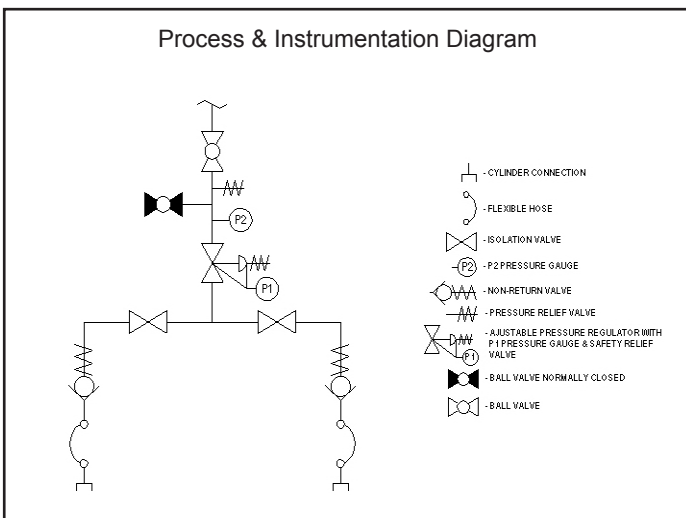 Process & Instrumentation Diagram
P2
P1
- CYLINDER CONNECTION
- FLEXIBLE HOSE
- ISOLATION VALVE
P2
- P2 PRESSURE GAUGE
- NON-RETURN VALVE
- PRESSURE RELIEF VALVE
- AJUSTABLE PRESSURE REGULATOR WITH
P1 PRESSURE GAUGE & SAFETY RELIEF
VALVE
P1
- BALL VALVE NORMALLY CLOSED
- BALL VALVE